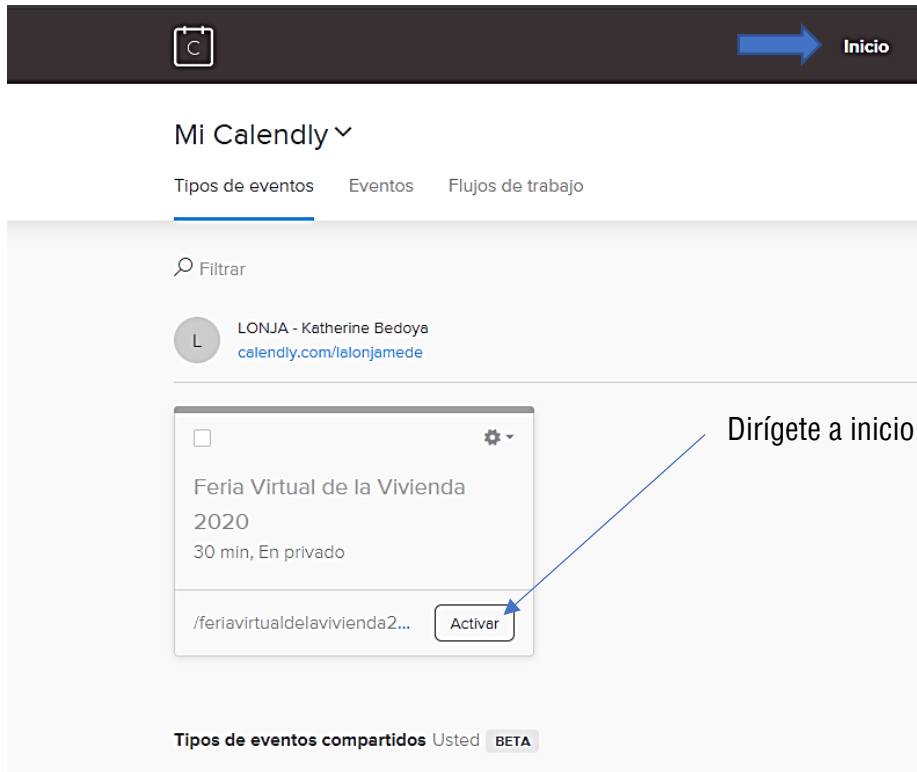 C
Inicio
Mi Calendly
Tipos de eventos Eventos Flujos de trabajo
Filtrar
L
LONJA - Katherine Bedoya
calendly.com/lalonjamede
Dirígete a inicio
Feria Virtual de la Vivienda
2020
30 min, En privado
/feriavirtualdelavivienda2... Activar
Tipos de eventos compartidos Usted BETA